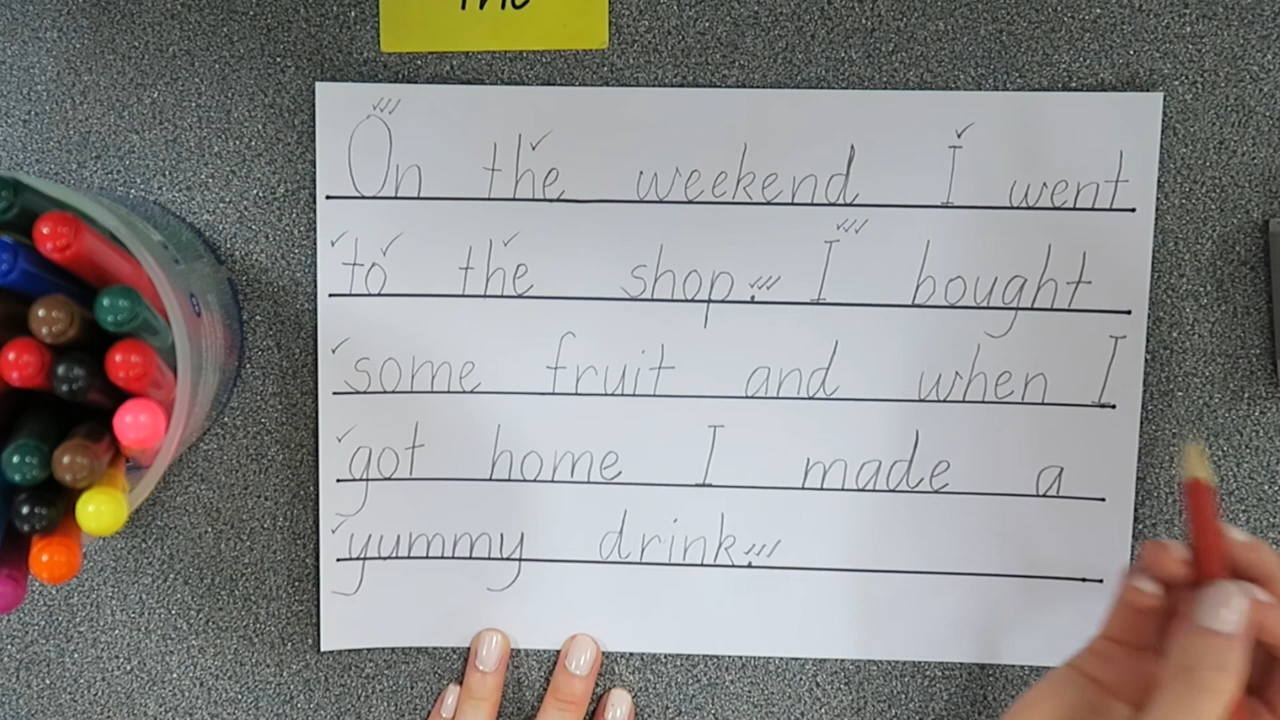 On the weekend I went
to the shop. I bought
some fruit and when I
got home I made a
yummy drink.